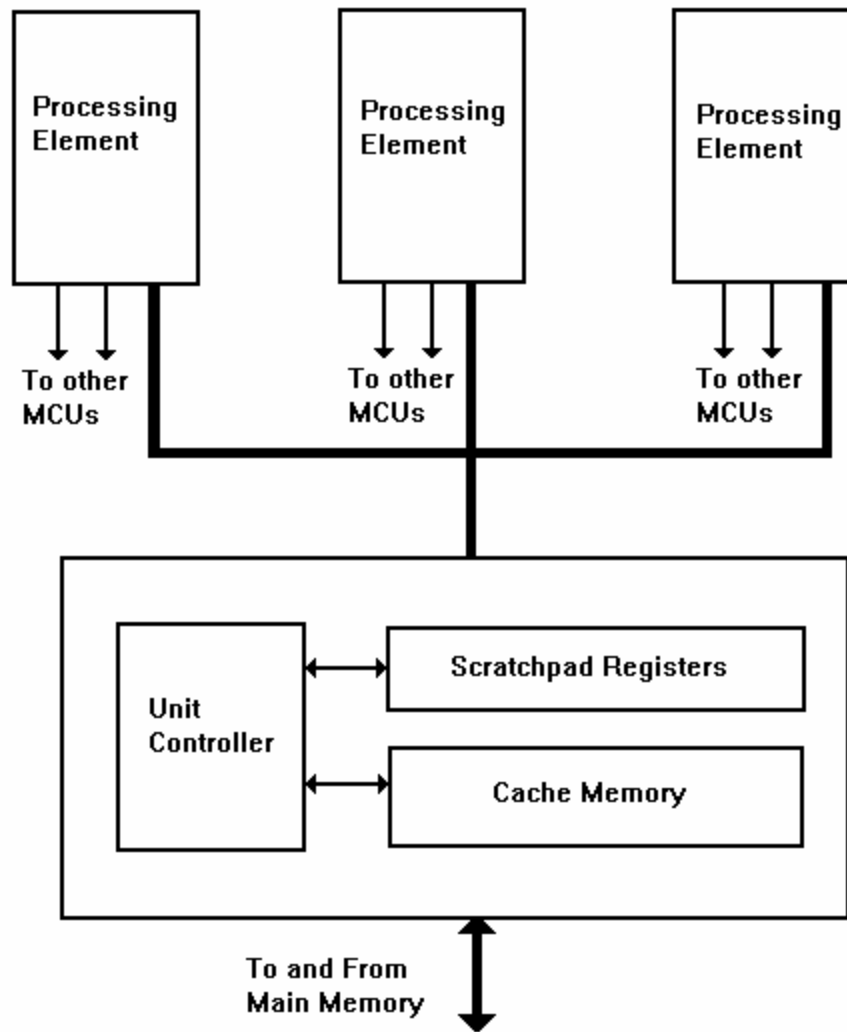 Processing
Element
Processing
Element
Processing
Element
To other
MCUs
To other
MCUs
To other
MCUs
Unit
Controller
Scratchpad Registers
Cache Memory
To and From
Main Memory